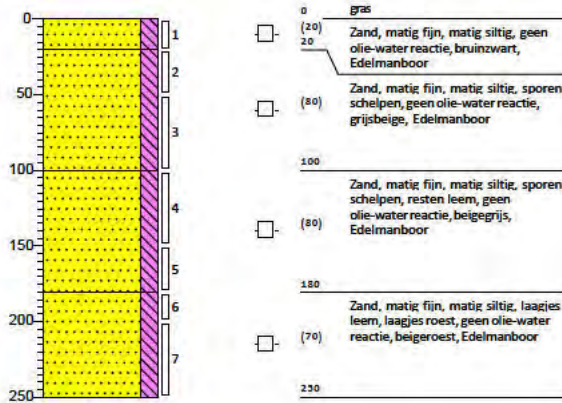 0
50
100
150
200
250
1
2
3
4
5
6
7
0 gras
(20) Zand, matig fijn, matig siltig, geen
20 olie-water reactie, bruinzwart,
Edelmanboor
Zand, matig fijn, matig siltig, sporen
(80) schelpen, geen olie-water reactie,
grijsbeige, Edelmanboor
100
Zand, matig fijn, matig siltig, sporen
schelpen, resten leem, geen
(80) olie-water reactie, beigegrijs,
Edelmanboor
180
Zand, matig fijn, matig siltig, laagjes
leem, laagjes roest, geen olie-water
(70) reactie, beigeroest, Edelmanboor
230